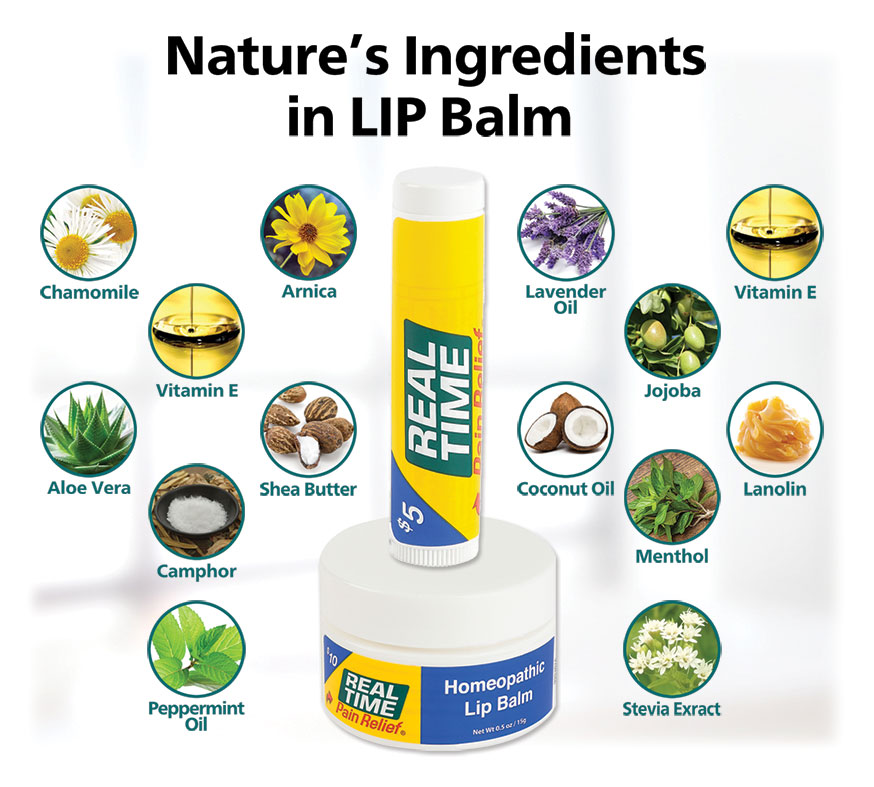 Nature's Ingredients
in LIP Balm
Chamomile
Arnica
Lavender
Oil
Vitamin E
Vitamin E
Jojoba
Aloe Vera
Shea Butter
Coconut Oil
Lanolin
Camphor
Menthol
Peppermint
Oil
Stevia Exract
REAL
TIME
Pain Relief
$5
$10
REAL
TIME
Pain Relief®
Homeopathic
Lip Balm
Net Wt 0.5 oz / 15g